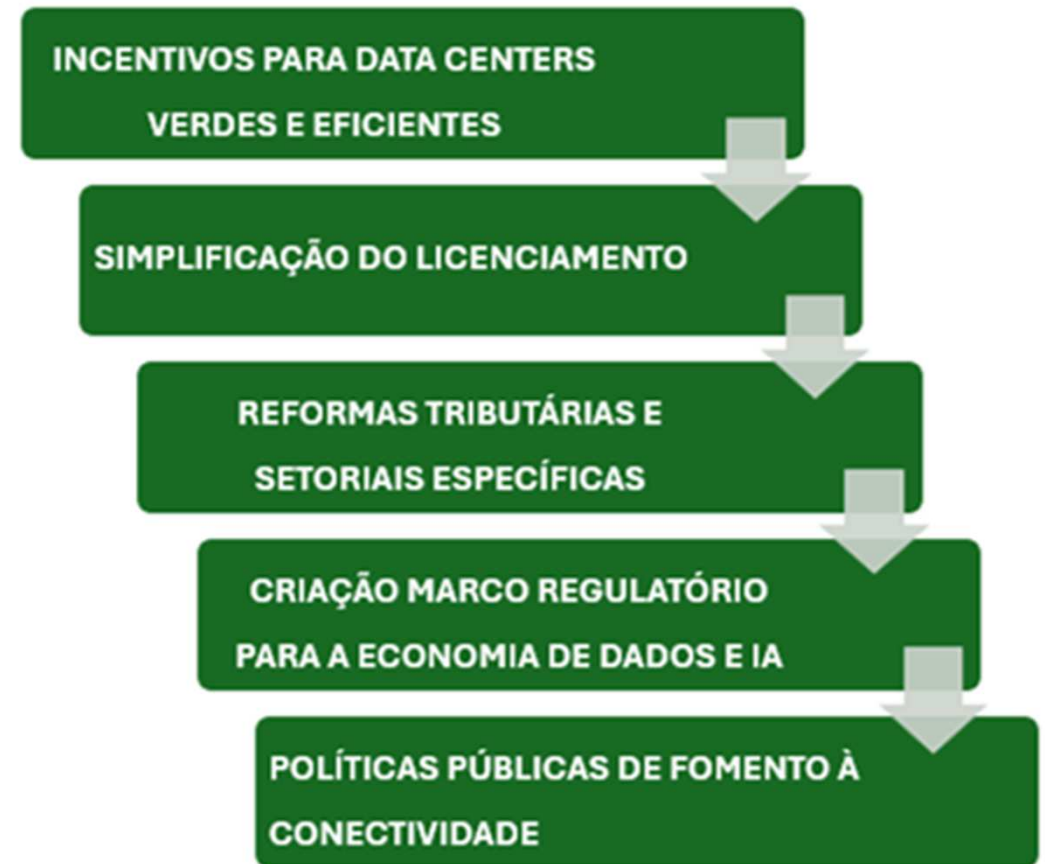 INCENTIVOS PARA DATA CENTERS
VERDES E EFICIENTES
SIMPLIFICAÇÃO DO LICENCIAMENTO
REFORMAS TRIBUTÁRIAS E
SETORIAIS ESPECÍFICAS
CRIAÇÃO MARCO REGULATÓRIO
PARA A ECONOMIA DE DADOS E IA
POLÍTICAS PÚBLICAS DE FOMENTO À
CONECTIVIDADE